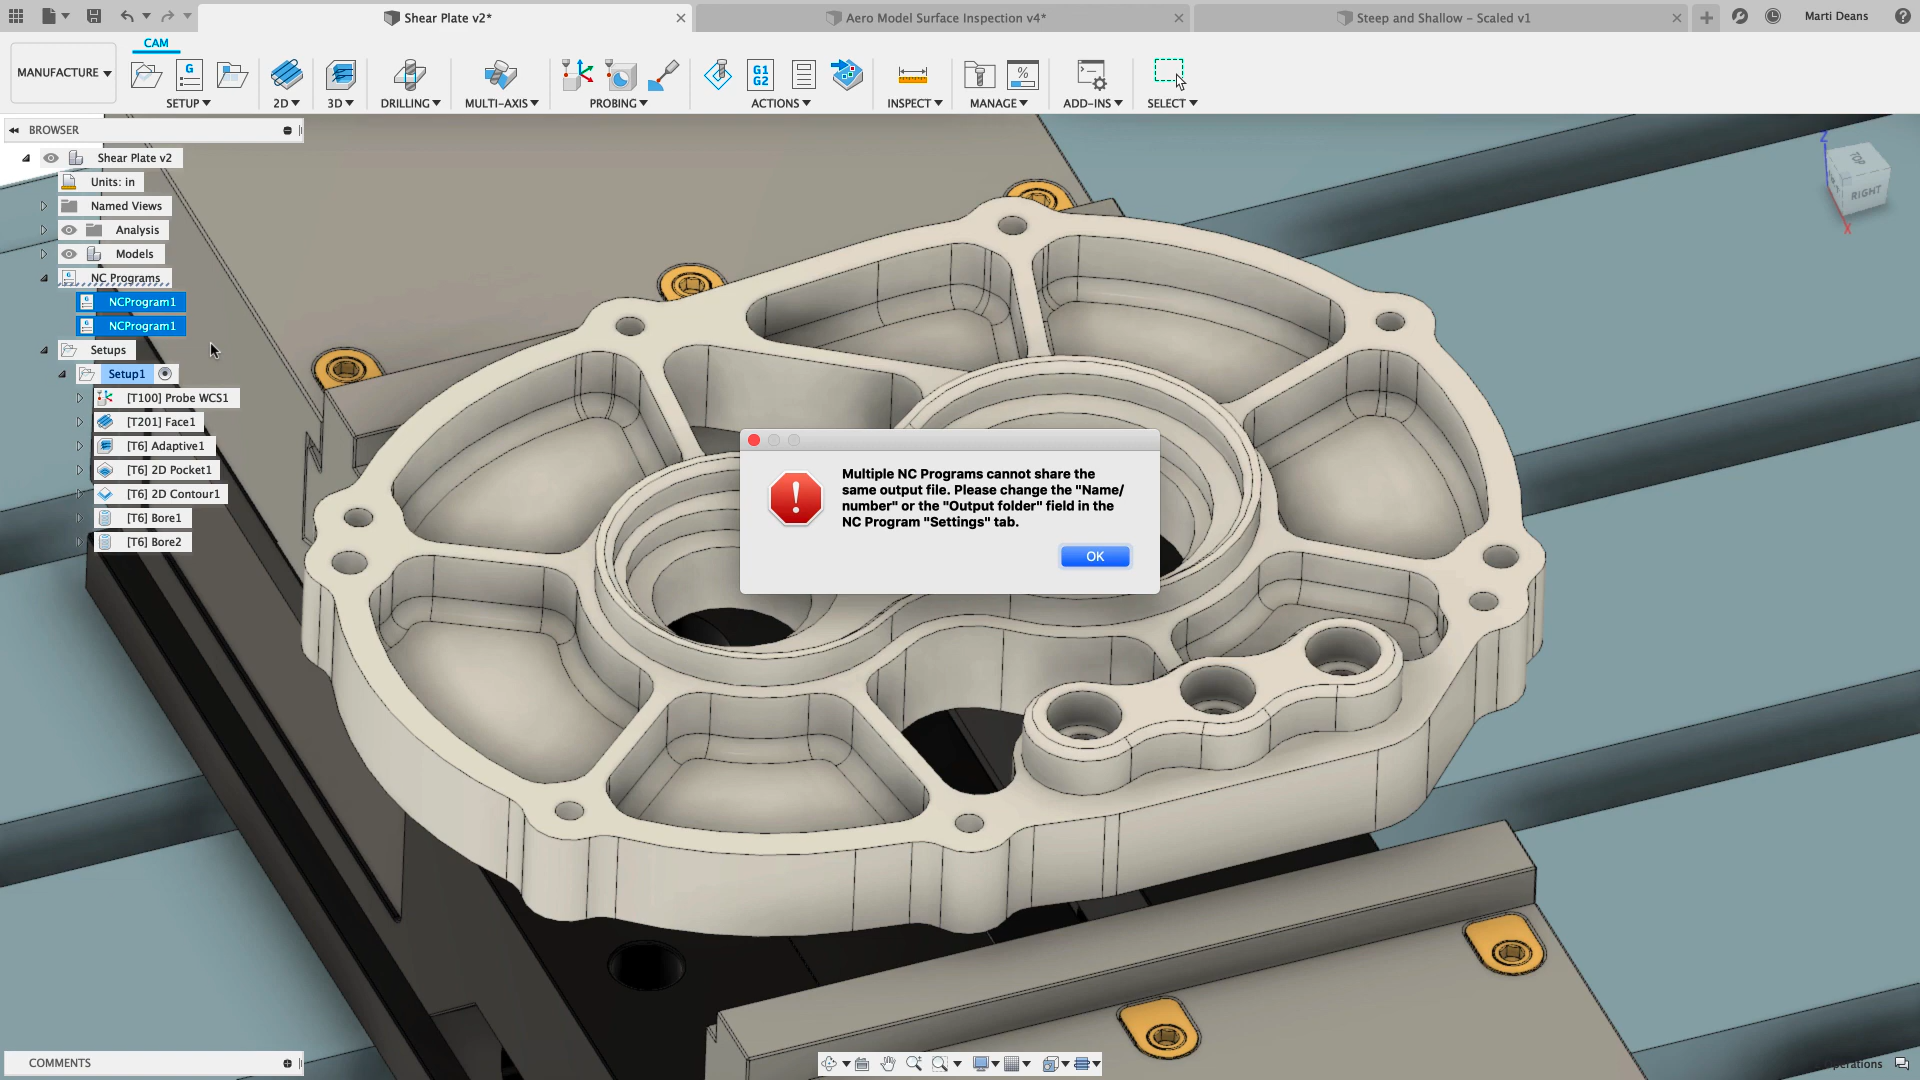 Shear Plate v2*
Aero Model Surface Inspection v4*
Steep and Shallow – Scaled v1
Marti Deans
MANUFACTURE
CAM
G
G1
G2
%
SETUP
2D
3D
DRILLING
MULTI-AXIS
PROBING
ACTIONS
INSPECT
MANAGE
ADD-INS
SELECT
BROWSER
Shear Plate v2
Units: in
Named Views
Analysis
Models
NC Programs
NCProgram1
NCProgram1
Setups
Setup1
[T100] Probe WCS1
[T201] Face1
[T6] Adaptive1
[T6] 2D Pocket1
[T6] 2D Contour1
[T6] Bore1
[T6] Bore2
Z
TOP
RIGHT
X
Multiple NC Programs cannot share the
same output file. Please change the "Name/
number" or the "Output folder" field in the
NC Program "Settings" tab.
OK
COMMENTS